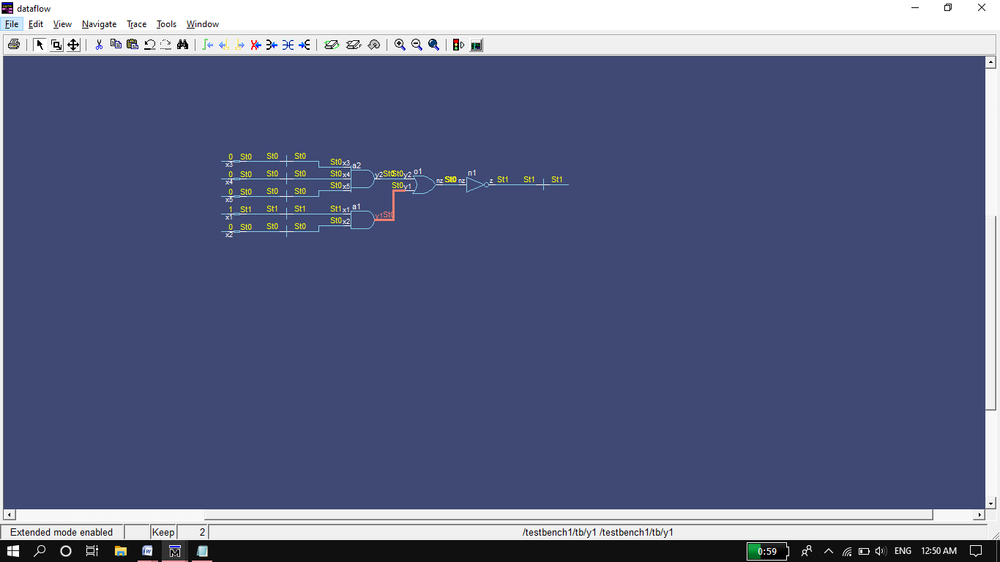 dataflow
File Edit View Navigate Trace Tools Window
0 St0 St0 St0
x3 St0 x3 a2
0 St0 St0 St0 St0 x4 y2 St0 St0 y2 o1
x4
0 St0 St0 St0 St0 x5 St0 y1 nz St0 nz n1 z St1 St1 St1
x5
1 St1 St1 St1 St1 x1 a1
x1 y1 St0
0 St0 St0 St0 St0 x2
x2
Extended mode enabled Keep 2 /testbench1/tb/y1 /testbench1/tb/y1
0:59 ENG 12:50 AM